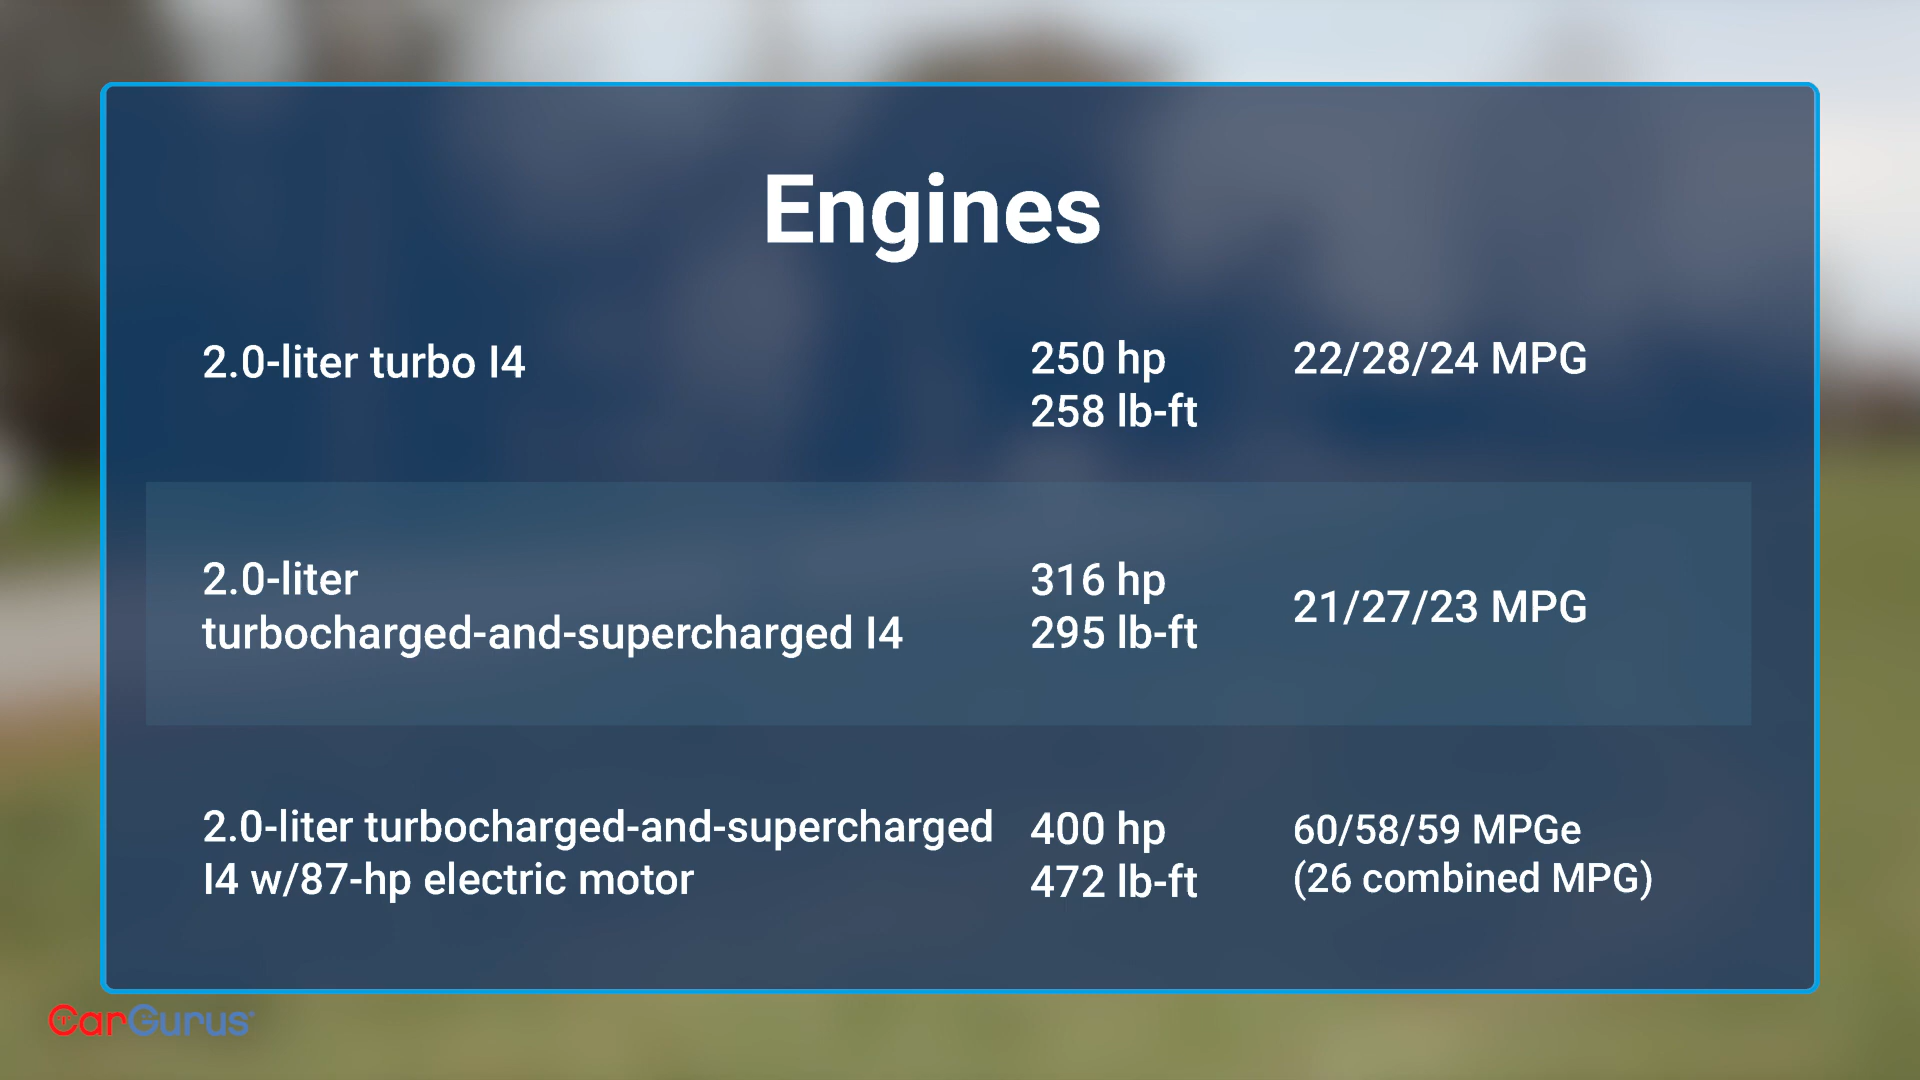 Engines
2.0-liter turbo I4
250 hp
258 lb-ft
22/28/24 MPG
2.0-liter
turbocharged-and-supercharged I4
316 hp
295 lb-ft
21/27/23 MPG
2.0-liter turbocharged-and-supercharged
I4 w/87-hp electric motor
400 hp
472 lb-ft
60/58/59 MPGe
(26 combined MPG)
CarGurus